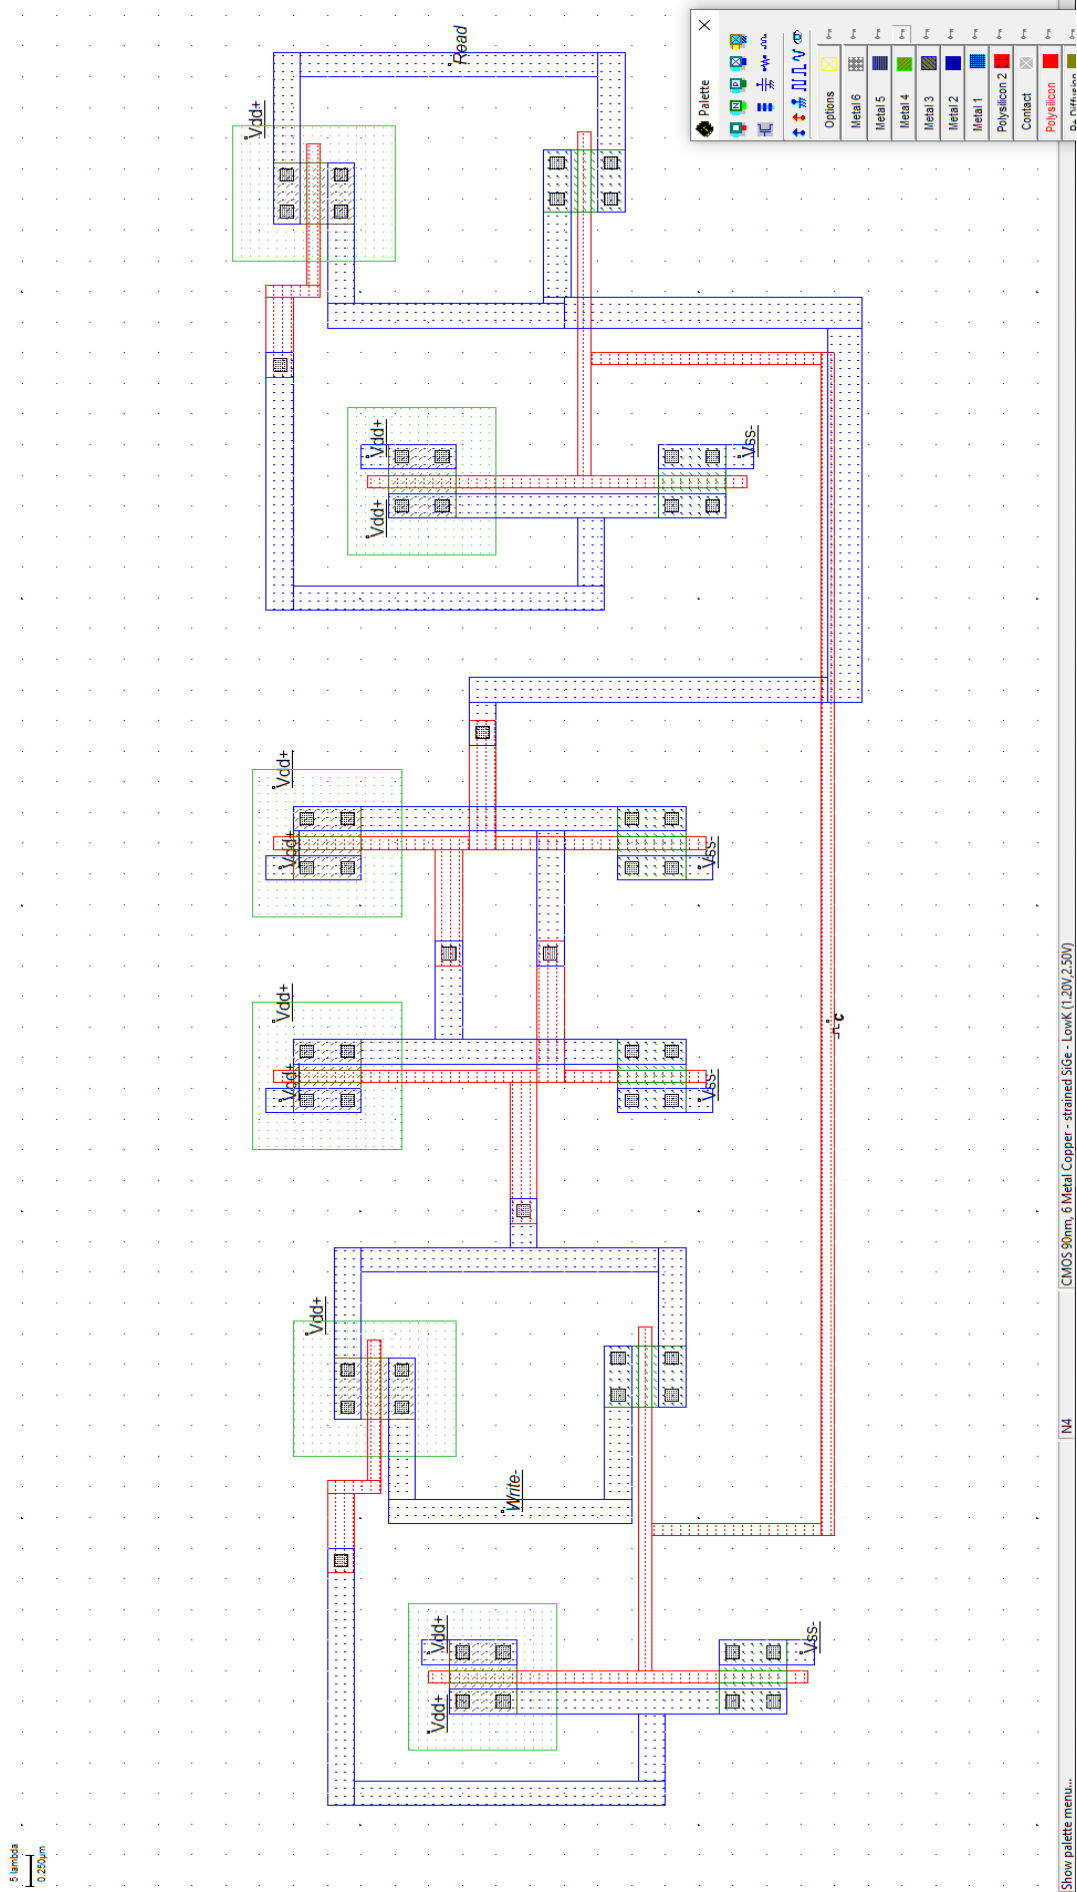 5 lambda
0.250µm
Vdd+
Vdd+
Vdd+
Vdd+
Vdd+
Vdd+
Vdd+
Vdd+
Vdd+
Vdd+
Read
Write-
Vss-
Vss-
Vss-
Vss-
c
Palette
Options
Metal 6
Metal 5
Metal 4
Metal 3
Metal 2
Metal 1
Polysilicon 2
Contact
Polysilicon
P+ Diffusion
Show palette menu...
N4
CMOS 90nm, 6 Metal Copper - strained SiGe - LowK (1.20V,2.50V)